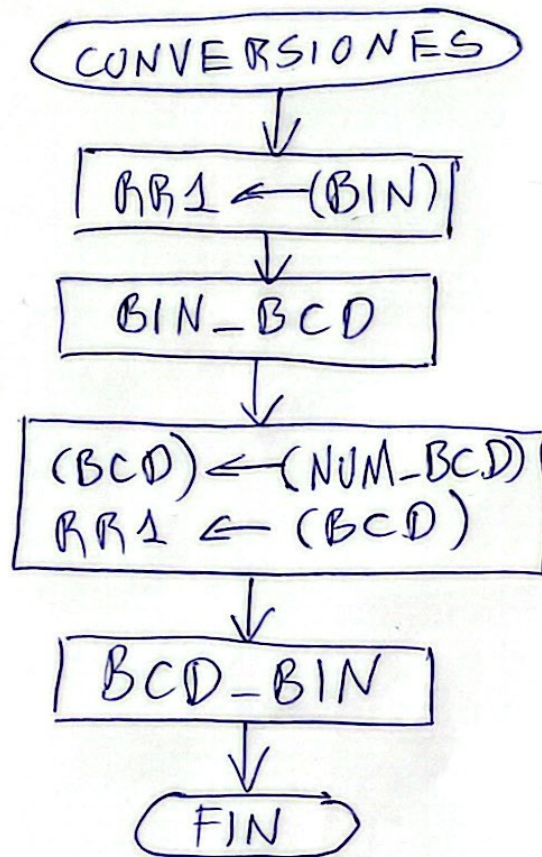 CONVERSIONES
RR1 ← (BIN)
BIN_BCD
(BCD) ← (NUM_BCD)
RR1 ← (BCD)
BCD_BIN
FIN